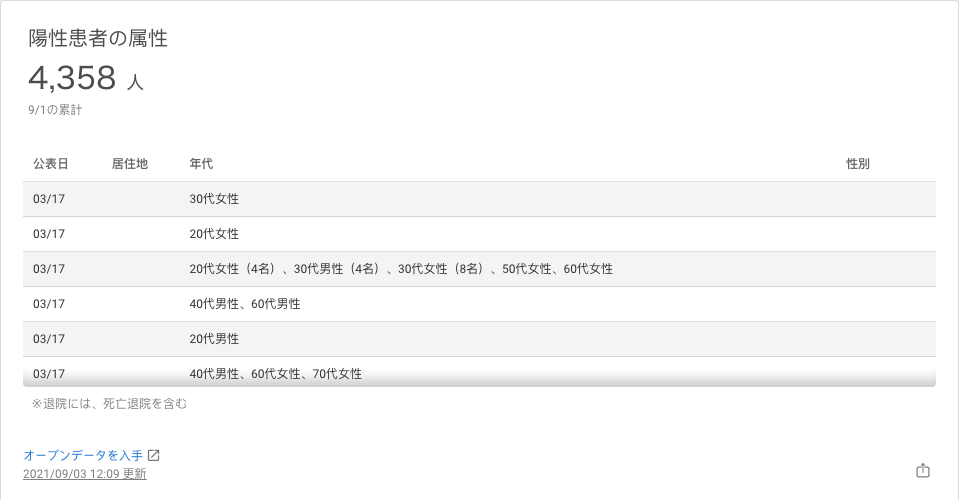 陽性患者の属性
4,358 人
9/1の累計
公表日 居住地 年代 性別
03/17 30代女性
03/17 20代女性
03/17 20代女性（4名）、30代男性（4名）、30代女性（8名）、50代女性、60代女性
03/17 40代男性、60代男性
03/17 20代男性
03/17 40代男性、60代女性、70代女性
※退院には、死亡退院を含む
オープンデータを入手
2021/09/03 12:09 更新